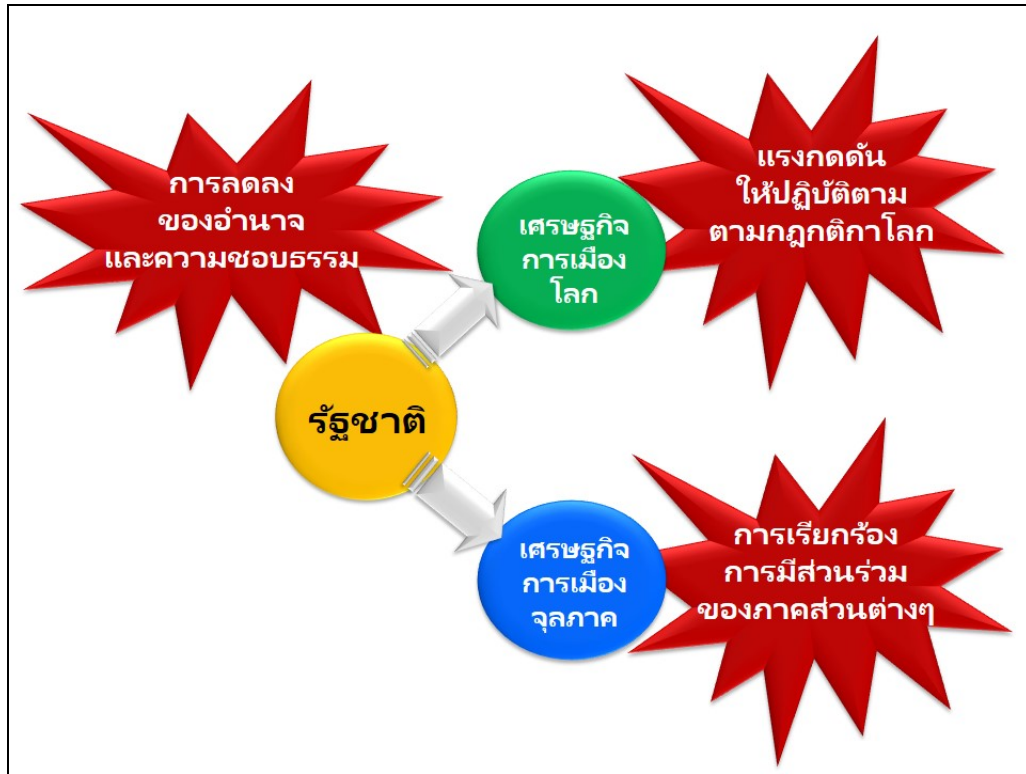 การลดลง
ของอำนาจ
และความชอบธรรม
เศรษฐกิจ
การเมือง
โลก
แรงกดดัน
ให้ปฏิบัติตาม
ตามกฎกติกาโลก
รัฐชาติ
เศรษฐกิจ
การเมือง
จุลภาค
การเรียกร้อง
การมีส่วนร่วม
ของภาคส่วนต่างๆ